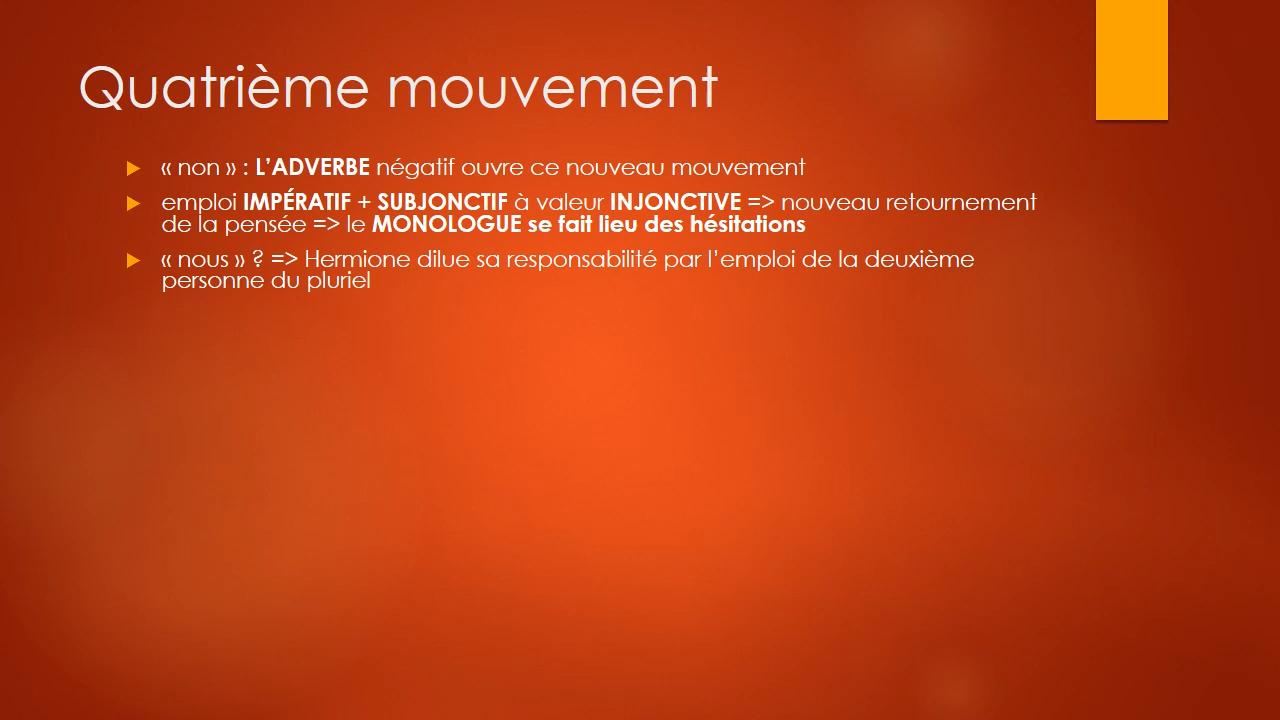 Quatrième mouvement
« non » : L’ADVERBE négatif ouvre ce nouveau mouvement
emploi IMPÉRATIF + SUBJONCTIF à valeur INJONCTIVE => nouveau retournement
de la pensée => le MONOLOGUE se fait lieu des hésitations
« nous » ? => Hermione dilue sa responsabilité par l’emploi de la deuxième
personne du pluriel